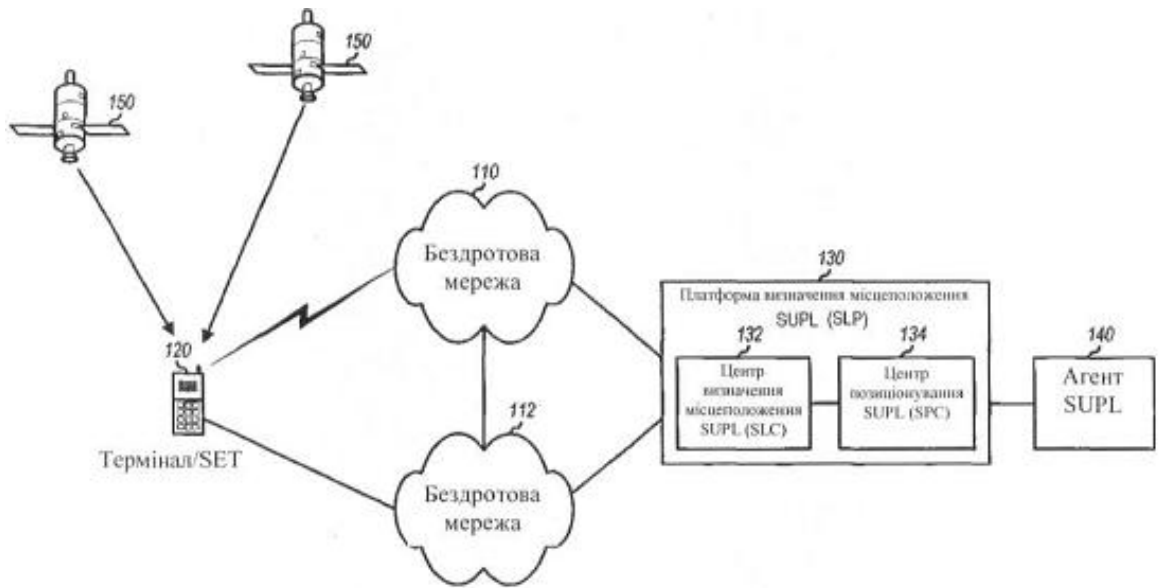 150
150
110
Бездротова
мережа
120
Термінал/SET
112
Бездротова
мережа
130
Платформа визначення місцеположення
SUPL (SLP)
132
Центр
визначення
місцеположення
SUPL (SLC)
134
Центр
позиціонування
SUPL (SPC)
140
Агент
SUPL